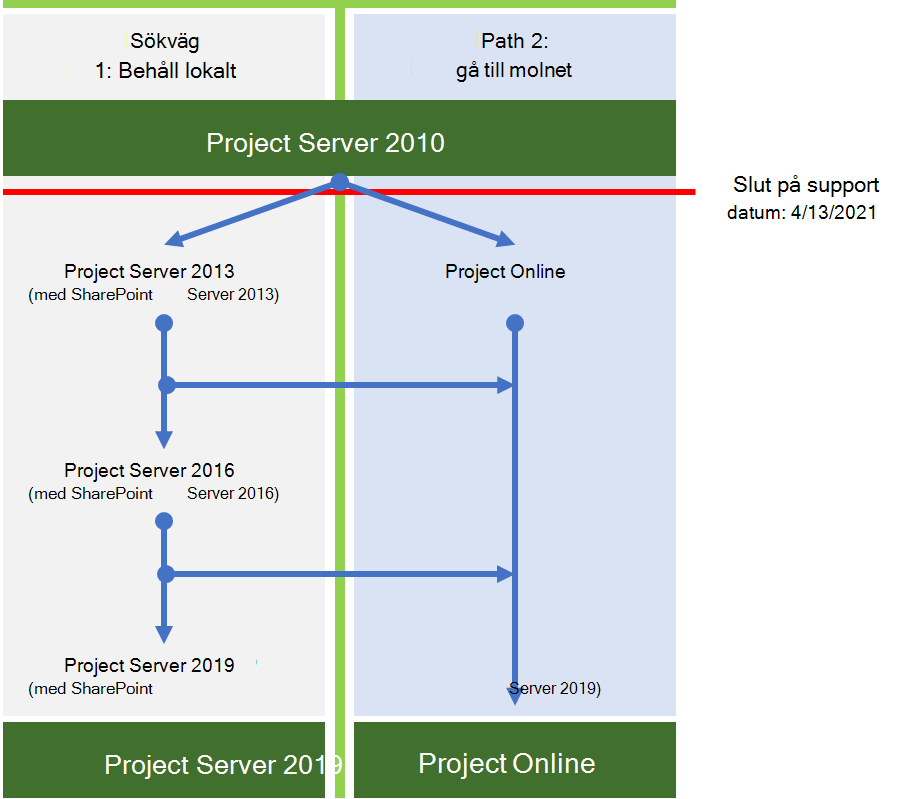 Sökväg
1: Behåll lokalt
Path 2:
gå till molnet
Project Server 2010
Slut på support
datum: 4/13/2021
Project Server 2013
(med SharePoint Server 2013)
Project Online
Project Server 2016
(med SharePoint Server 2016)
Project Server 2019
(med SharePoint Server 2019)
Project Server 2019
Project Online